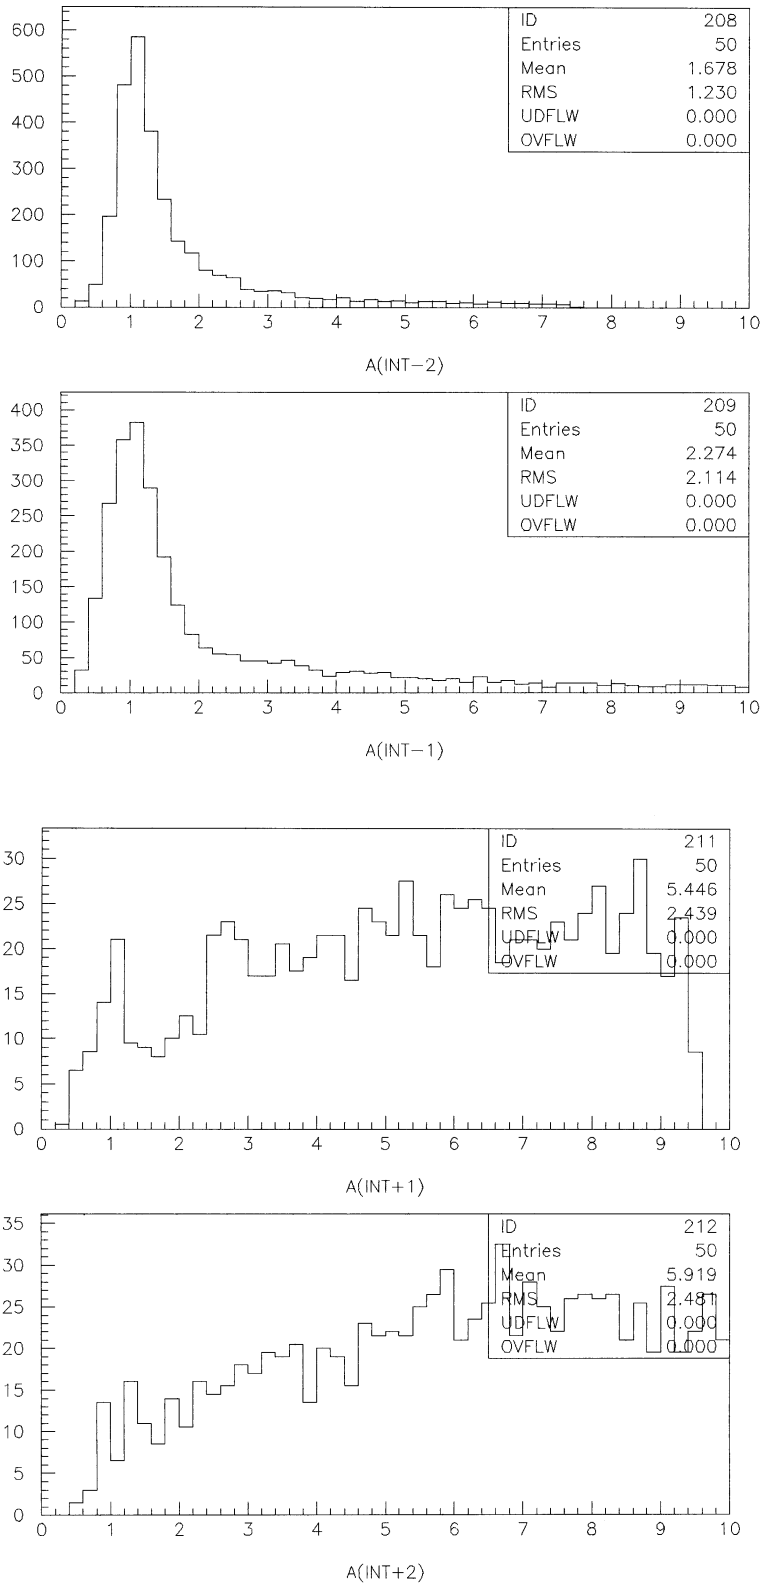 600
500
400
300
200
100
0
ID 208
Entries 50
Mean 1.678
RMS 1.230
UDFLW 0.000
OVFLW 0.000
0 1 2 3 4 5 6 7 8 9 10
A(INT−2)
400
350
300
250
200
150
100
50
0
ID 209
Entries 50
Mean 2.274
RMS 2.114
UDFLW 0.000
OVFLW 0.000
0 1 2 3 4 5 6 7 8 9 10
A(INT−1)
30
25
20
15
10
5
0
ID 211
Entries 50
Mean 5.446
RMS 2.439
UDFLW 0.000
OVFLW 0.000
0 1 2 3 4 5 6 7 8 9 10
A(INT+1)
35
30
25
20
15
10
5
0
ID 212
Entries 50
Mean 5.919
RMS 2.481
UDFLW 0.000
OVFLW 0.000
0 1 2 3 4 5 6 7 8 9 10
A(INT+2)